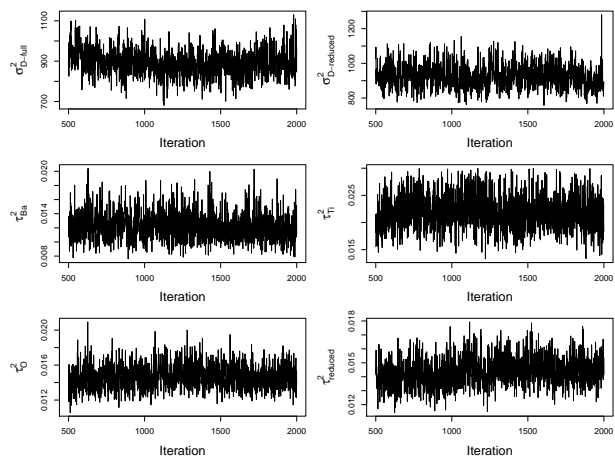 σ²D−full
700 900 1100
500 1000 1500 2000
Iteration
σ²D−reduced
800 1000 1200
500 1000 1500 2000
Iteration
τ²Ba
0.008 0.014 0.020
500 1000 1500 2000
Iteration
τ²Ti
0.015 0.025
500 1000 1500 2000
Iteration
τ²O
0.012 0.016 0.020
500 1000 1500 2000
Iteration
τ²reduced
0.012 0.015 0.018
500 1000 1500 2000
Iteration